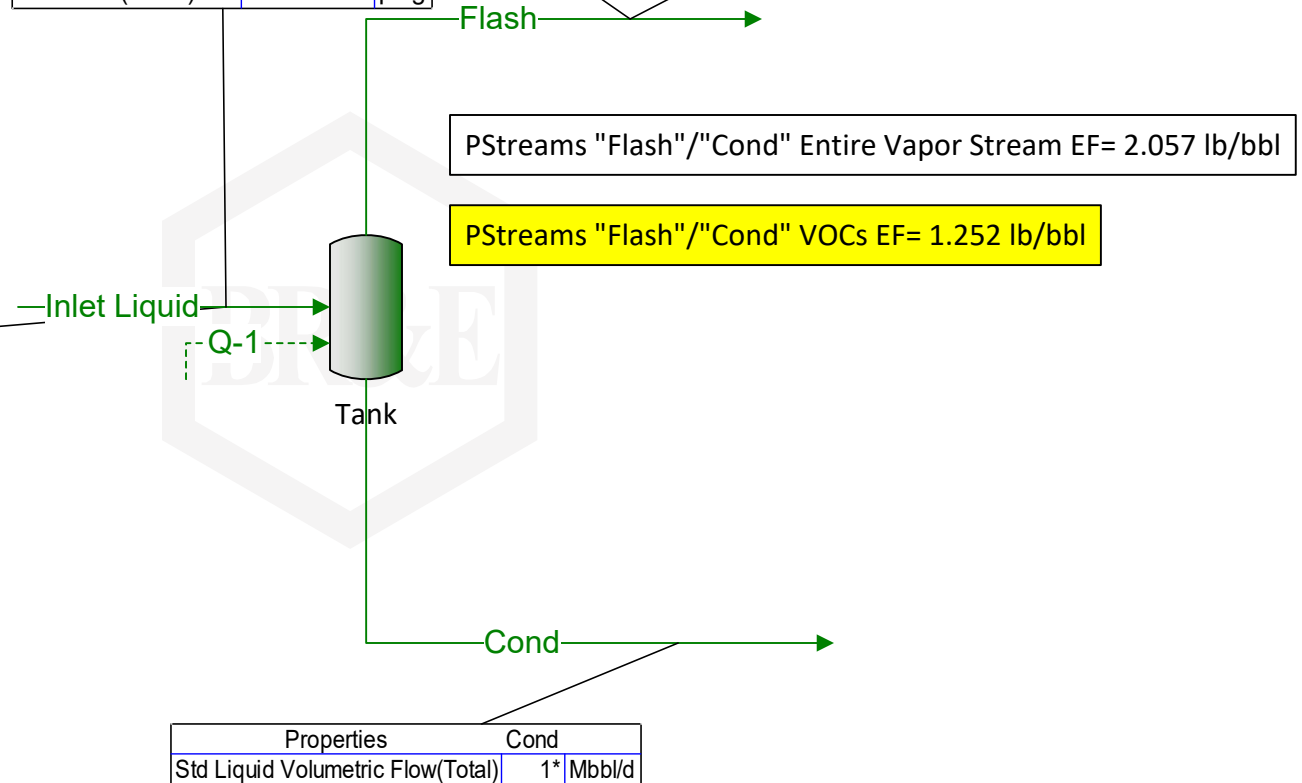 Flash
PStreams "Flash"/"Cond" Entire Vapor Stream EF= 2.057 lb/bbl
PStreams "Flash"/"Cond" VOCs EF= 1.252 lb/bbl
Inlet Liquid
Q-1
BR&E
Tank
Cond
Properties Cond
Std Liquid Volumetric Flow(Total) 1* Mbbl/d